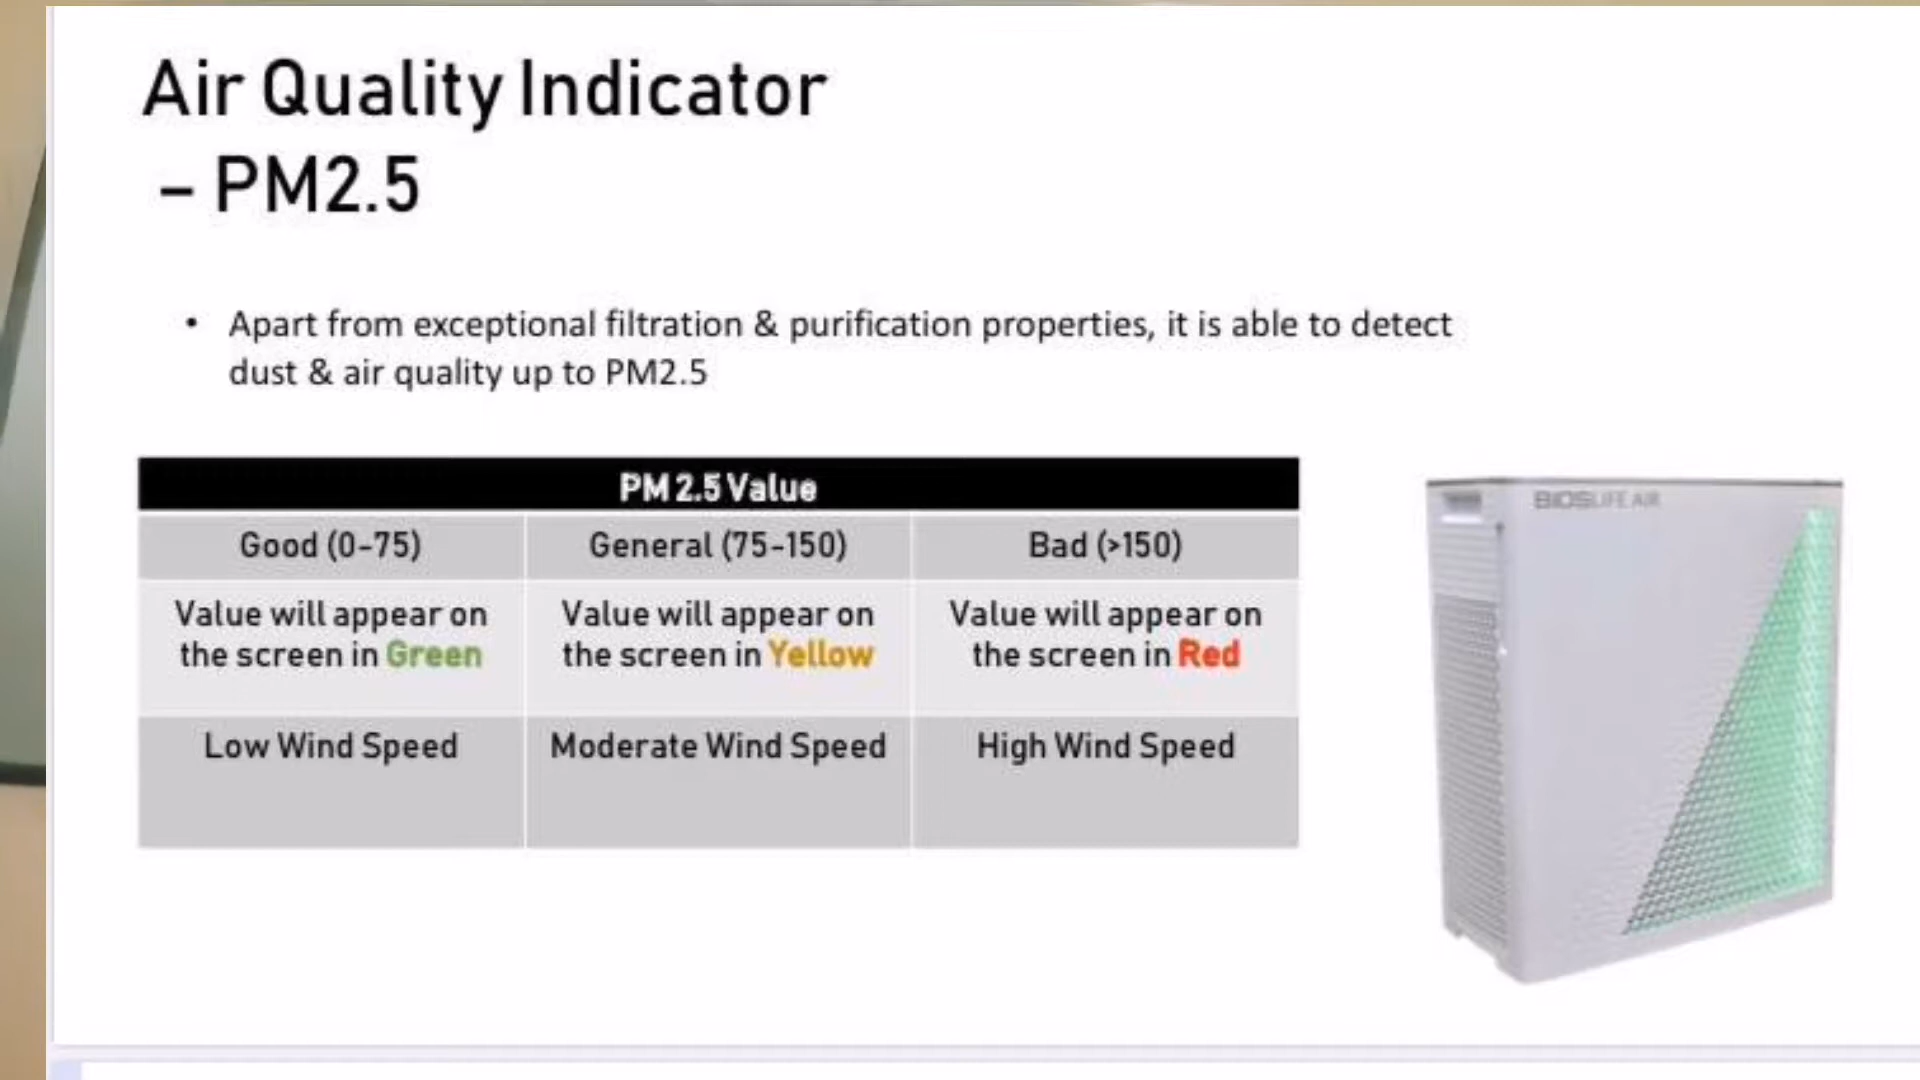 Air Quality Indicator
– PM2.5
• Apart from exceptional filtration & purification properties, it is able to detect
dust & air quality up to PM2.5
PM 2.5 Value
Good (0-75) General (75-150) Bad (>150)
Value will appear on Value will appear on Value will appear on
the screen in Green the screen in Yellow the screen in Red
Low Wind Speed Moderate Wind Speed High Wind Speed
BIOSLIFE AIR